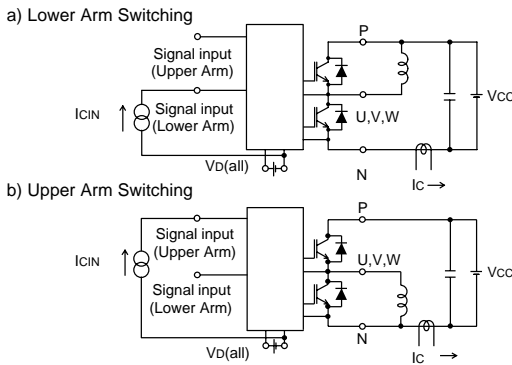 a) Lower Arm Switching
P
Signal input
(Upper Arm)
ICIN
Signal input
(Lower Arm)
U,V,W
VCC
VD(all)
N
IC →
b) Upper Arm Switching
P
ICIN
Signal input
(Upper Arm)
U,V,W
Signal input
(Lower Arm)
VCC
VD(all)
N
IC →